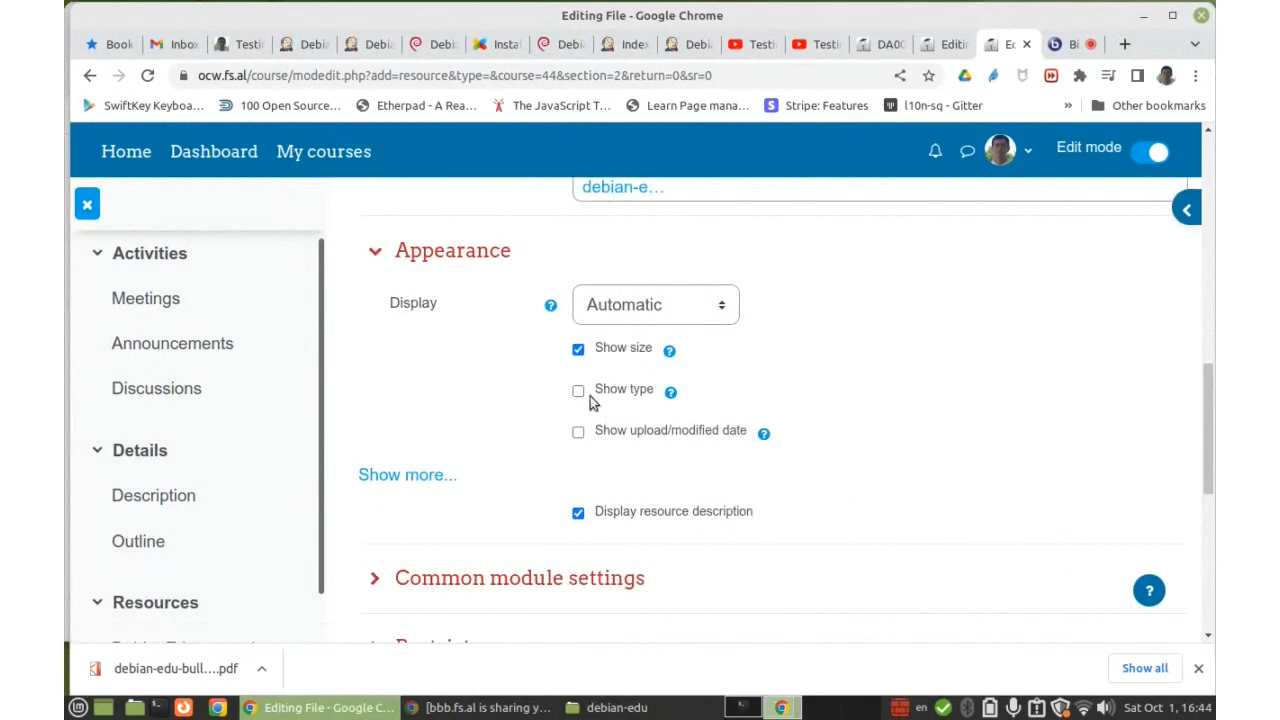 Editing File - Google Chrome
Book Inbox Testi Debia Debia Debi Instal Debi Inde: Debia Testi Testi DA0C Editi Ec Bi
ocw.fs.al/course/modedit.php?add=resource&type=&course=44&section=2&return=0&sr=0
SwiftKey Keyboa... 100 Open Source... Etherpad - A Rea... The JavaScript T... Learn Page mana... Stripe: Features l10n-sq - Gitter » Other bookmarks
Home Dashboard My courses Edit mode
debian-e...
Activities
Meetings
Announcements
Discussions
Details
Description
Outline
Resources
Appearance
Display Automatic
Show size
Show type
Show upload/modified date
Show more...
Display resource description
Common module settings
debian-edu-bull....pdf Show all
Editing File - Google C... [bbb.fs.al is sharing y... debian-edu en Sat Oct 1, 16:44